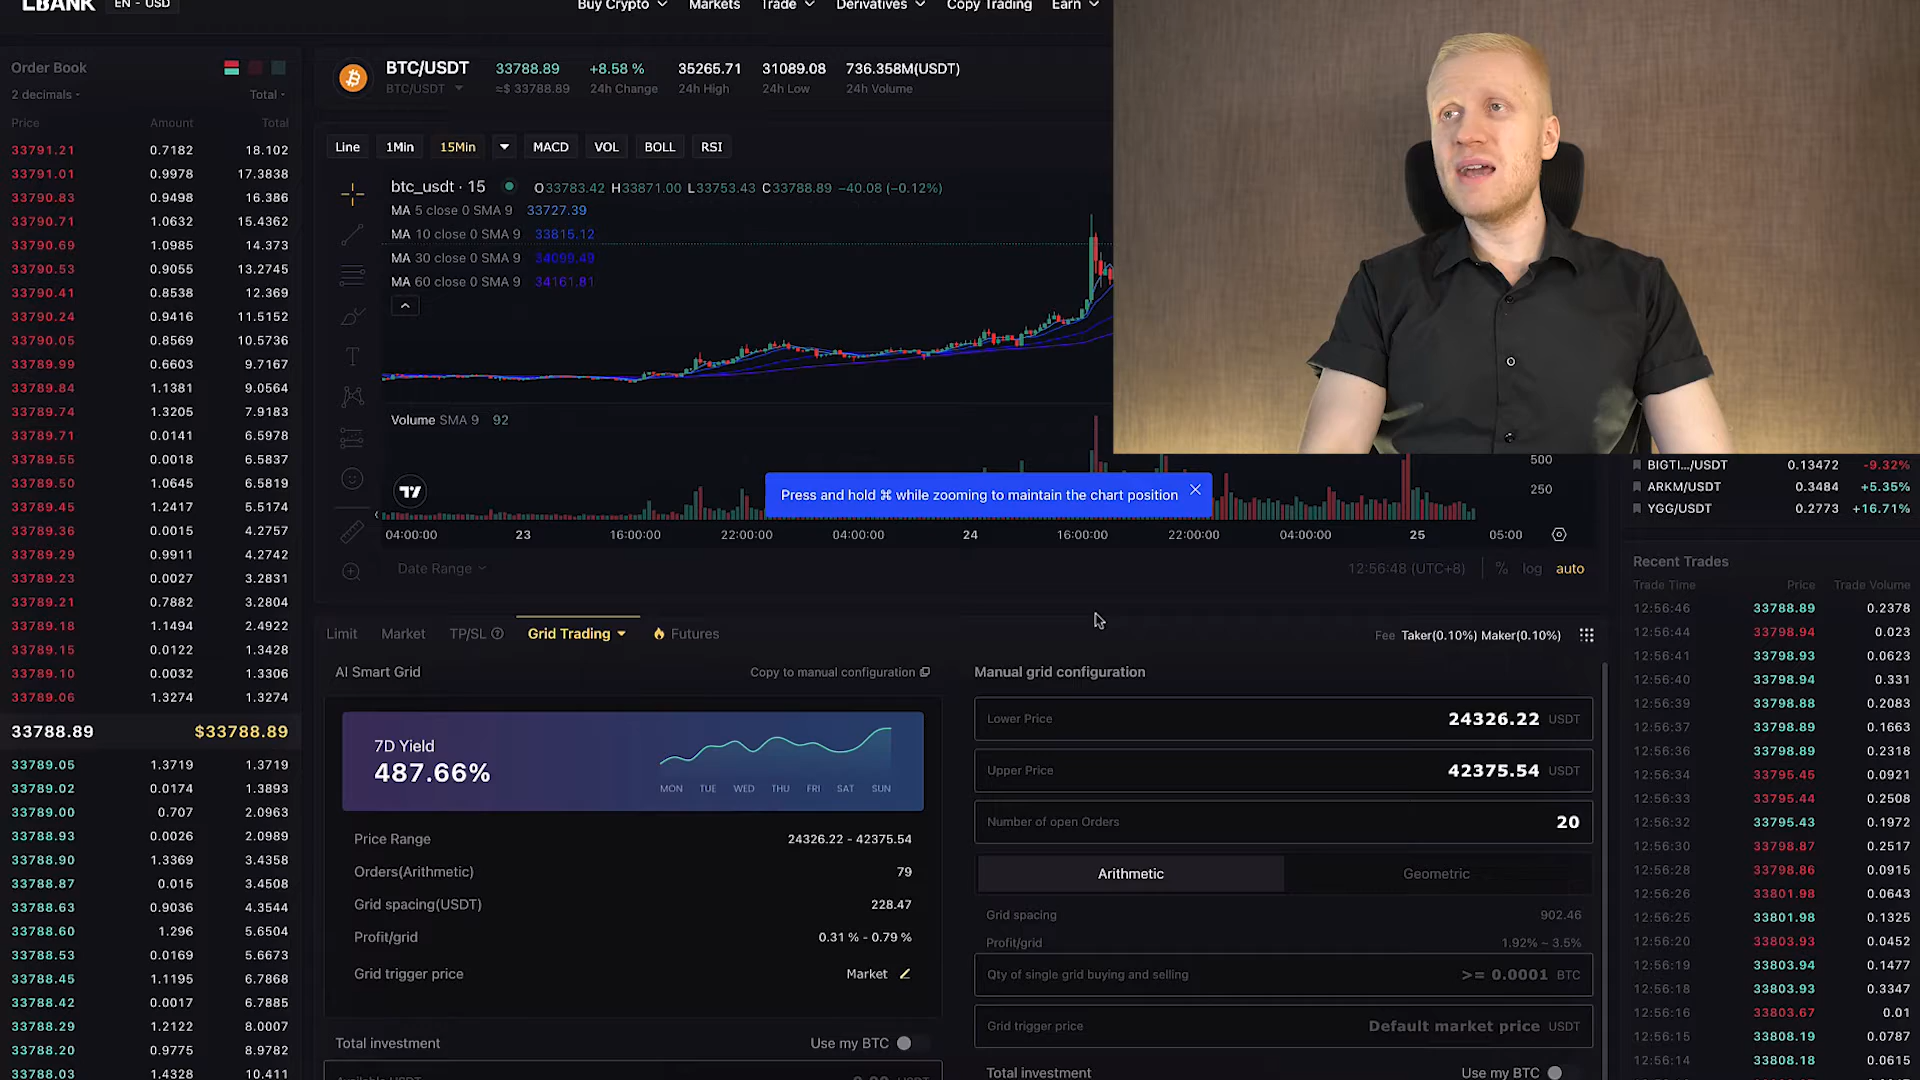 LBANK EN - USD Buy Crypto Markets Trade Derivatives Copy Trading Earn
Order Book
2 decimals Total
Price Amount Total
33791.21 0.7182 18.102
33791.01 0.9978 17.3838
33790.83 0.9498 16.386
33790.71 1.0632 15.4362
33790.69 1.0985 14.373
33790.53 0.9055 13.2745
33790.41 0.8538 12.369
33790.24 0.9416 11.5152
33790.05 0.8569 10.5736
33789.99 0.6603 9.7167
33789.84 1.1381 9.0564
33789.74 1.3205 7.9183
33789.71 0.0141 6.5978
33789.55 0.0018 6.5837
33789.50 1.0645 6.5819
33789.45 1.2417 5.5174
33789.36 0.0015 4.2757
33789.29 0.9911 4.2742
33789.23 0.0027 3.2831
33789.21 0.7882 3.2804
33789.18 1.1494 2.4922
33789.15 0.0122 1.3428
33789.10 0.0032 1.3306
33789.06 1.3274 1.3274
33788.89 $33788.89
33789.05 1.3719 1.3719
33789.02 0.0174 1.3893
33789.00 0.707 2.0963
33788.93 0.0026 2.0989
33788.90 1.3369 3.4358
33788.87 0.015 3.4508
33788.63 0.9036 4.3544
33788.60 1.296 5.6504
33788.53 0.0169 5.6673
33788.45 1.1195 6.7868
33788.42 0.0017 6.7885
33788.29 1.2122 8.0007
33788.20 0.9775 8.9782
33788.03 1.4328 10.411
BTC/USDT 33788.89 +8.58 % 35265.71 31089.08 736.358M(USDT)
BTC/USDT ≈$ 33788.89 24h Change 24h High 24h Low 24h Volume
Line 1Min 15Min MACD VOL BOLL RSI
btc_usdt · 15 O33783.42 H33871.00 L33753.43 C33788.89 −40.08 (−0.12%)
MA 5 close 0 SMA 9 33727.39
MA 10 close 0 SMA 9 33815.12
MA 30 close 0 SMA 9 34099.49
MA 60 close 0 SMA 9 34161.81
Volume SMA 9 92
500
250
Press and hold ⌘ while zooming to maintain the chart position
04:00:00 23 16:00:00 22:00:00 04:00:00 24 16:00:00 22:00:00 04:00:00 25 05:00
Date Range 12:56:48 (UTC+8) % log auto
Limit Market TP/SL Grid Trading Futures Fee Taker(0.10%) Maker(0.10%)
AI Smart Grid Copy to manual configuration
7D Yield
487.66%
MON TUE WED THU FRI SAT SUN
Price Range 24326.22 - 42375.54
Orders(Arithmetic) 79
Grid spacing(USDT) 228.47
Profit/grid 0.31 % - 0.79 %
Grid trigger price Market
Total investment Use my BTC
Manual grid configuration
Lower Price 24326.22 USDT
Upper Price 42375.54 USDT
Number of open Orders 20
Arithmetic Geometric
Grid spacing 902.46
Profit/grid 1.92% ~ 3.5%
Qty of single grid buying and selling >= 0.0001 BTC
Grid trigger price Default market price USDT
Total investment Use my BTC
BIGTI.../USDT 0.13472 -9.32%
ARKM/USDT 0.3484 +5.35%
YGG/USDT 0.2773 +16.71%
Recent Trades
Trade Time Price Trade Volume
12:56:46 33788.89 0.2378
12:56:44 33798.94 0.023
12:56:41 33798.93 0.0623
12:56:40 33798.94 0.331
12:56:39 33798.88 0.2083
12:56:37 33798.89 0.1663
12:56:36 33798.89 0.2318
12:56:34 33795.45 0.0921
12:56:33 33795.44 0.2508
12:56:32 33795.43 0.1972
12:56:30 33798.87 0.2517
12:56:28 33798.86 0.0915
12:56:26 33801.98 0.0643
12:56:25 33801.98 0.1325
12:56:20 33803.93 0.0452
12:56:19 33803.94 0.1477
12:56:18 33803.93 0.3347
12:56:16 33803.67 0.01
12:56:15 33808.19 0.0787
12:56:14 33808.18 0.0615